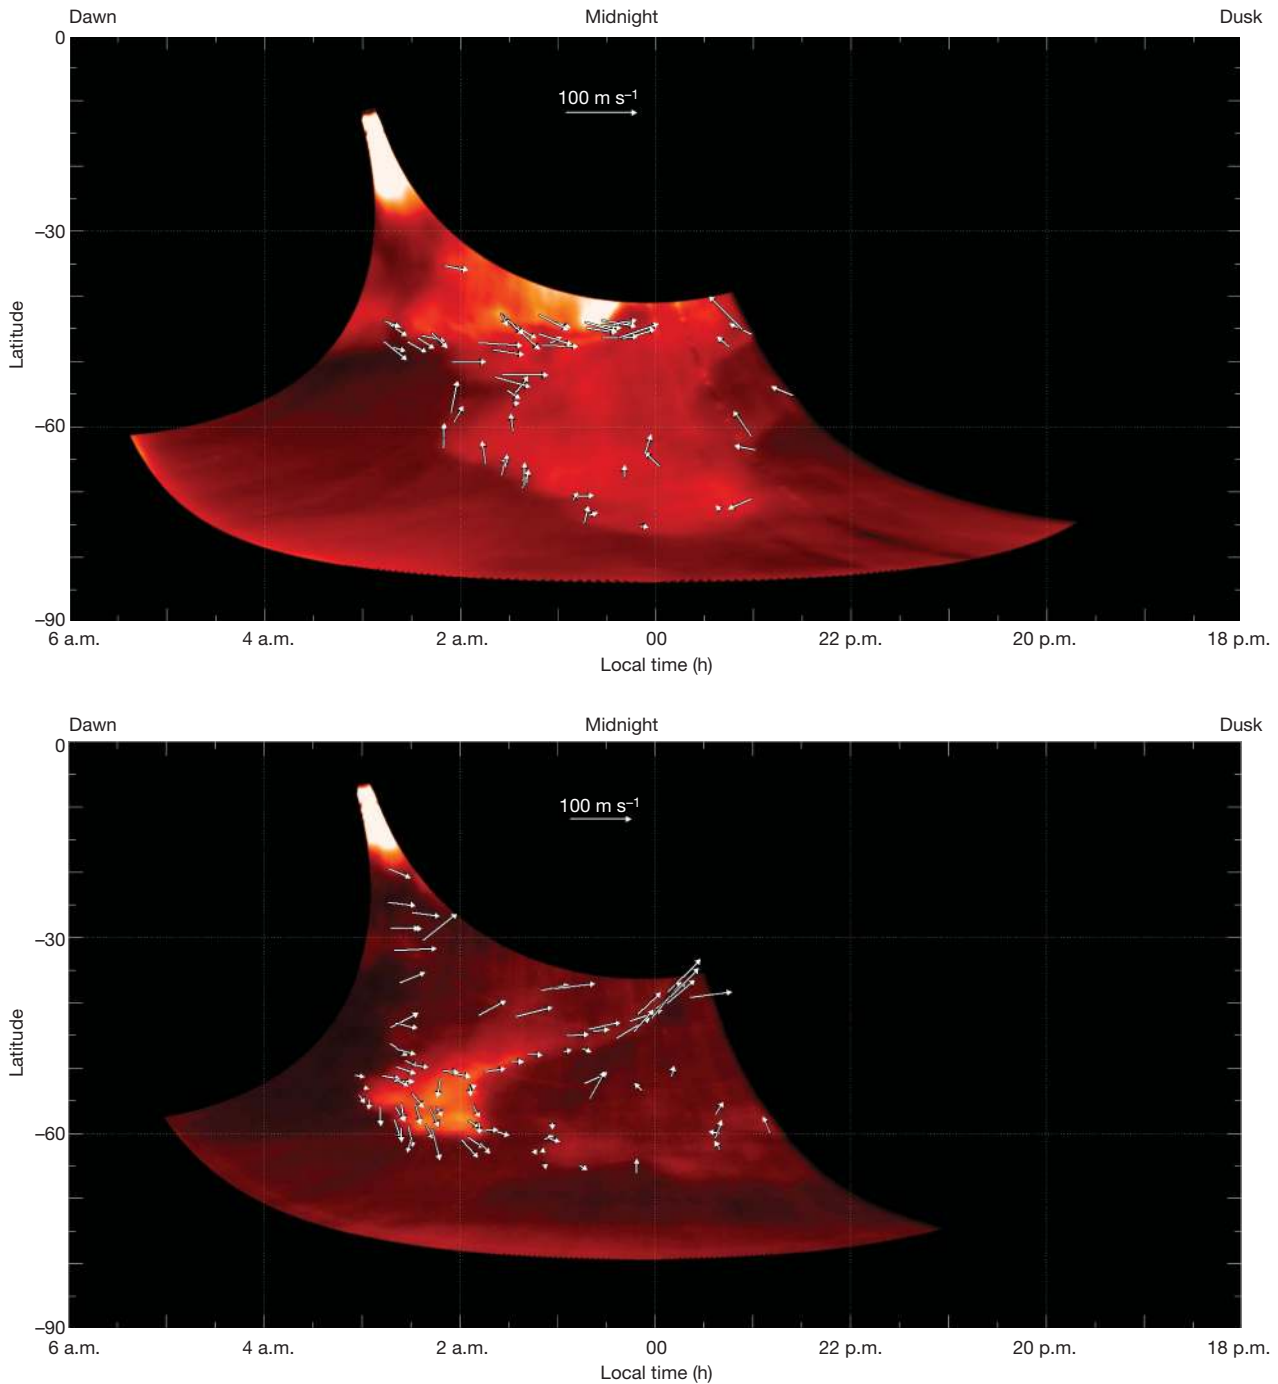 Dawn Midnight Dusk
0
100 m s–1
–30
Latitude
–60
–90
6 a.m. 4 a.m. 2 a.m. 00 22 p.m. 20 p.m. 18 p.m.
Local time (h)
Dawn Midnight Dusk
0
100 m s–1
–30
Latitude
–60
–90
6 a.m. 4 a.m. 2 a.m. 00 22 p.m. 20 p.m. 18 p.m.
Local time (h)